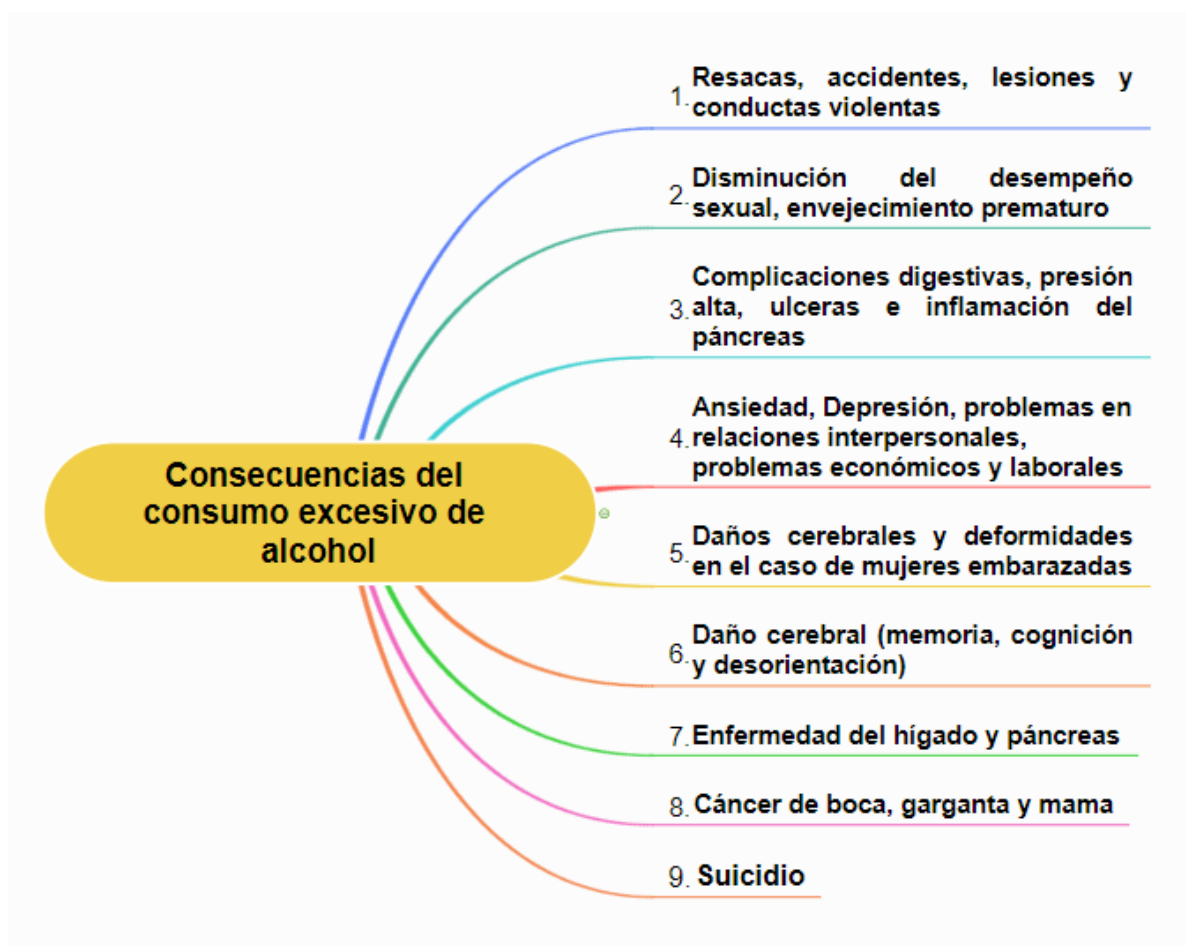 Consecuencias del
consumo excesivo de
alcohol
1. Resacas, accidentes, lesiones y
conductas violentas
2. Disminución del desempeño
sexual, envejecimiento prematuro
Complicaciones digestivas, presión
3. alta, ulceras e inflamación del
páncreas
Ansiedad, Depresión, problemas en
4. relaciones interpersonales,
problemas económicos y laborales
5. Daños cerebrales y deformidades
en el caso de mujeres embarazadas
6. Daño cerebral (memoria, cognición
y desorientación)
7. Enfermedad del hígado y páncreas
8. Cáncer de boca, garganta y mama
9. Suicidio